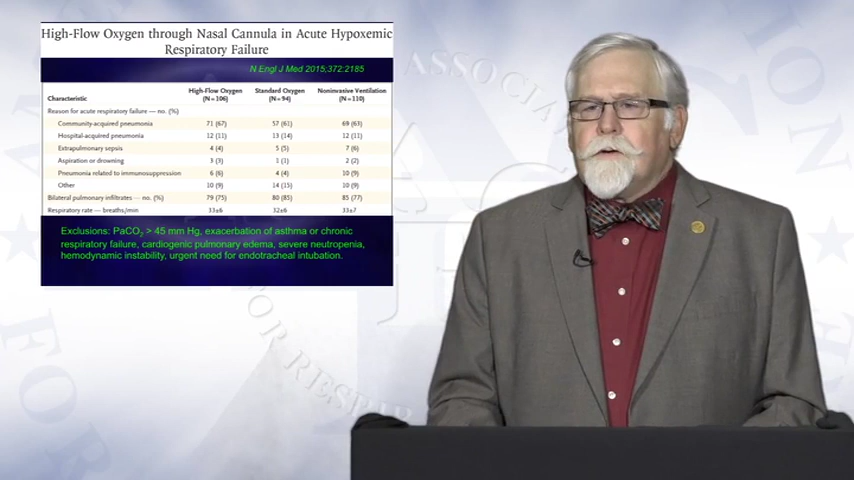 High-Flow Oxygen through Nasal Cannula in Acute Hypoxemic
Respiratory Failure
N Engl J Med 2015;372:2185
Characteristic High-Flow Oxygen (N=106) Standard Oxygen (N=94) Noninvasive Ventilation (N=110)
Reason for acute respiratory failure — no. (%)
Community-acquired pneumonia 71 (67) 57 (61) 69 (63)
Hospital-acquired pneumonia 12 (11) 13 (14) 12 (11)
Extrapulmonary sepsis 4 (4) 5 (5) 7 (6)
Aspiration or drowning 3 (3) 1 (1) 2 (2)
Pneumonia related to immunosuppression 6 (6) 4 (4) 10 (9)
Other 10 (9) 14 (15) 10 (9)
Bilateral pulmonary infiltrates — no. (%) 79 (75) 80 (85) 85 (77)
Respiratory rate — breaths/min 33±6 32±6 33±7
Exclusions: PaCO₂ > 45 mm Hg, exacerbation of asthma or chronic
respiratory failure, cardiogenic pulmonary edema, severe neutropenia,
hemodynamic instability, urgent need for endotracheal intubation.
ASSOCIA
ION
FOR RESPIR
FOR